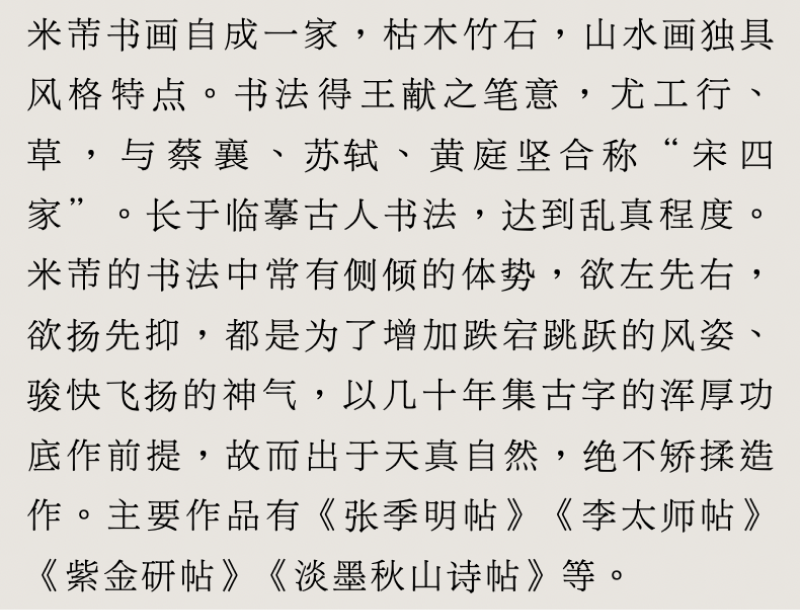 米芾书画自成一家，枯木竹石，山水画独具
风格特点。书法得王献之笔意，尤工行、
草，与蔡襄、苏轼、黄庭坚合称“宋四
家”。长于临摹古人书法，达到乱真程度。
米芾的书法中常有侧倾的体势，欲左先右，
欲扬先抑，都是为了增加跌宕跳跃的风姿、
骏快飞扬的神气，以几十年集古字的浑厚功
底作前提，故而出于天真自然，绝不矫揉造
作。主要作品有《张季明帖》《李太师帖》
《紫金研帖》《淡墨秋山诗帖》等。